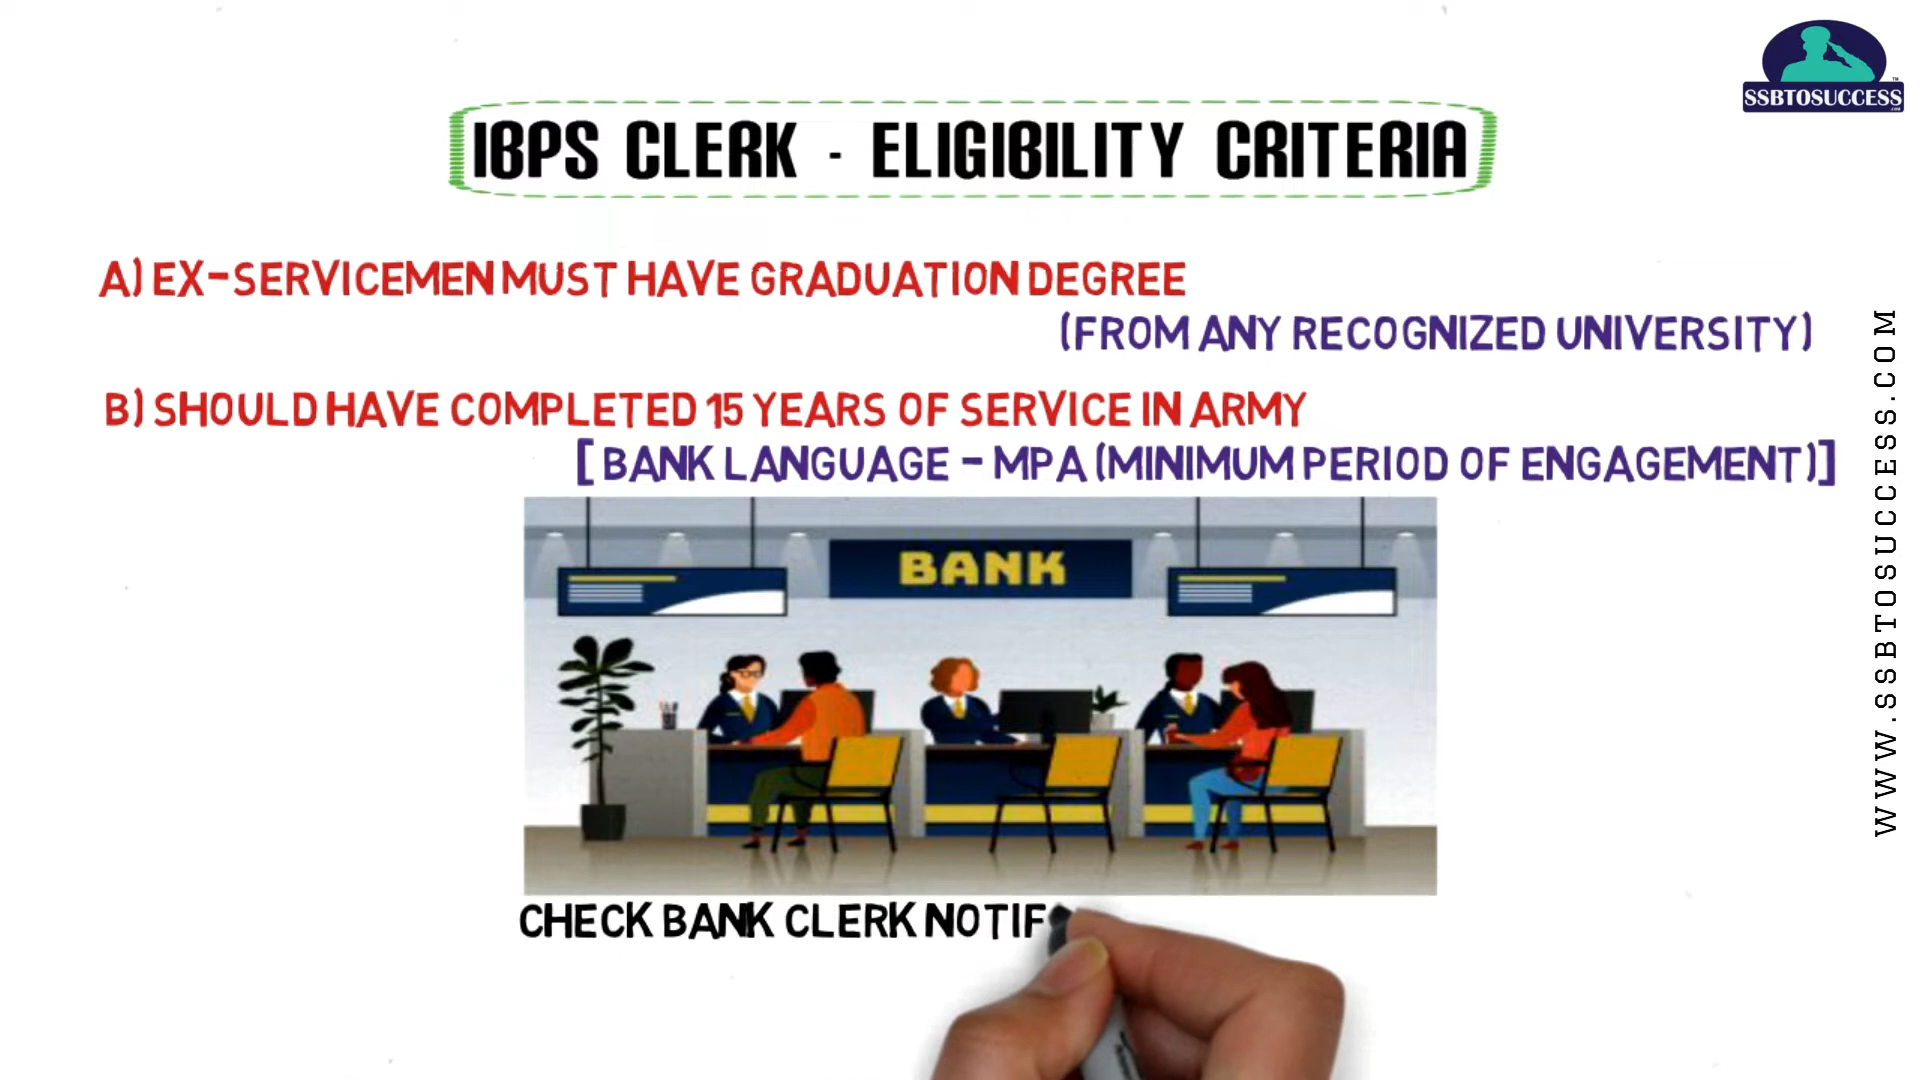 SSBTOSUCCESS
IBPS CLERK - ELIGIBILITY CRITERIA
A) EX-SERVICEMEN MUST HAVE GRADUATION DEGREE
(FROM ANY RECOGNIZED UNIVERSITY)
B) SHOULD HAVE COMPLETED 15 YEARS OF SERVICE IN ARMY
[ BANK LANGUAGE - MPA (MINIMUM PERIOD OF ENGAGEMENT)]
BANK
CHECK BANK CLERK NOTIF
WWW.SSBTOSUCCESS.COM